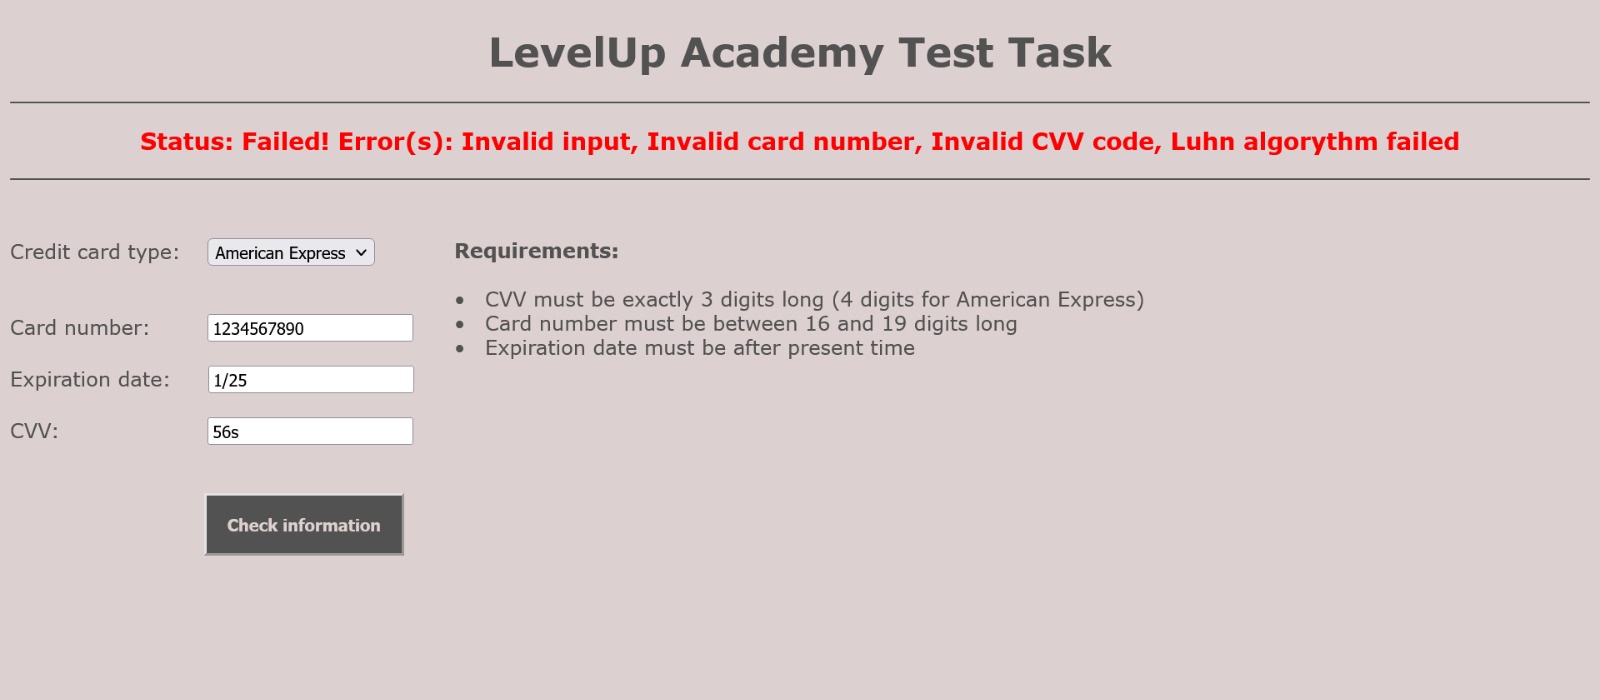 LevelUp Academy Test Task
Status: Failed! Error(s): Invalid input, Invalid card number, Invalid CVV code, Luhn algorythm failed
Credit card type:
American Express
Card number:
1234567890
Expiration date:
1/25
CVV:
56s
Check information
Requirements:
• CVV must be exactly 3 digits long (4 digits for American Express)
• Card number must be between 16 and 19 digits long
• Expiration date must be after present time